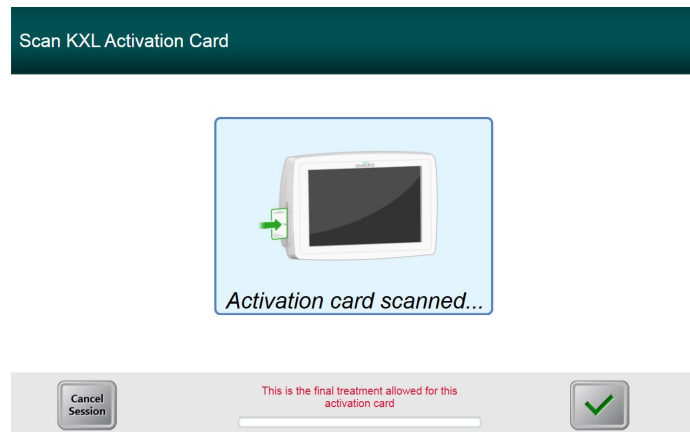 Scan KXL Activation Card
avedro
Activation card scanned...
Cancel
Session
This is the final treatment allowed for this
activation card